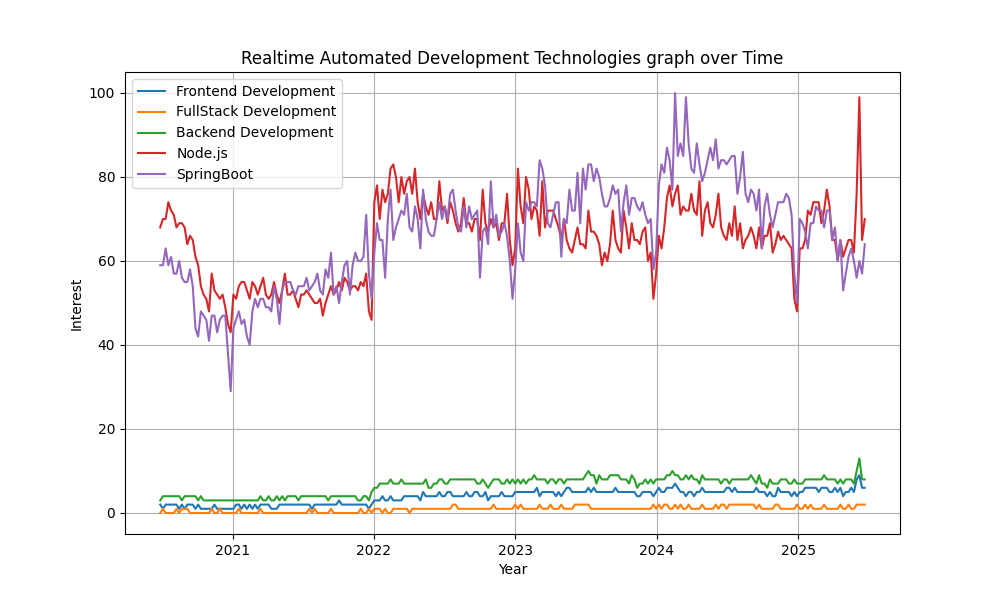 Realtime Automated Development Technologies graph over Time
Frontend Development
FullStack Development
Backend Development
Node.js
SpringBoot
100
80
60
40
20
0
Interest
2021
2022
2023
2024
2025
Year